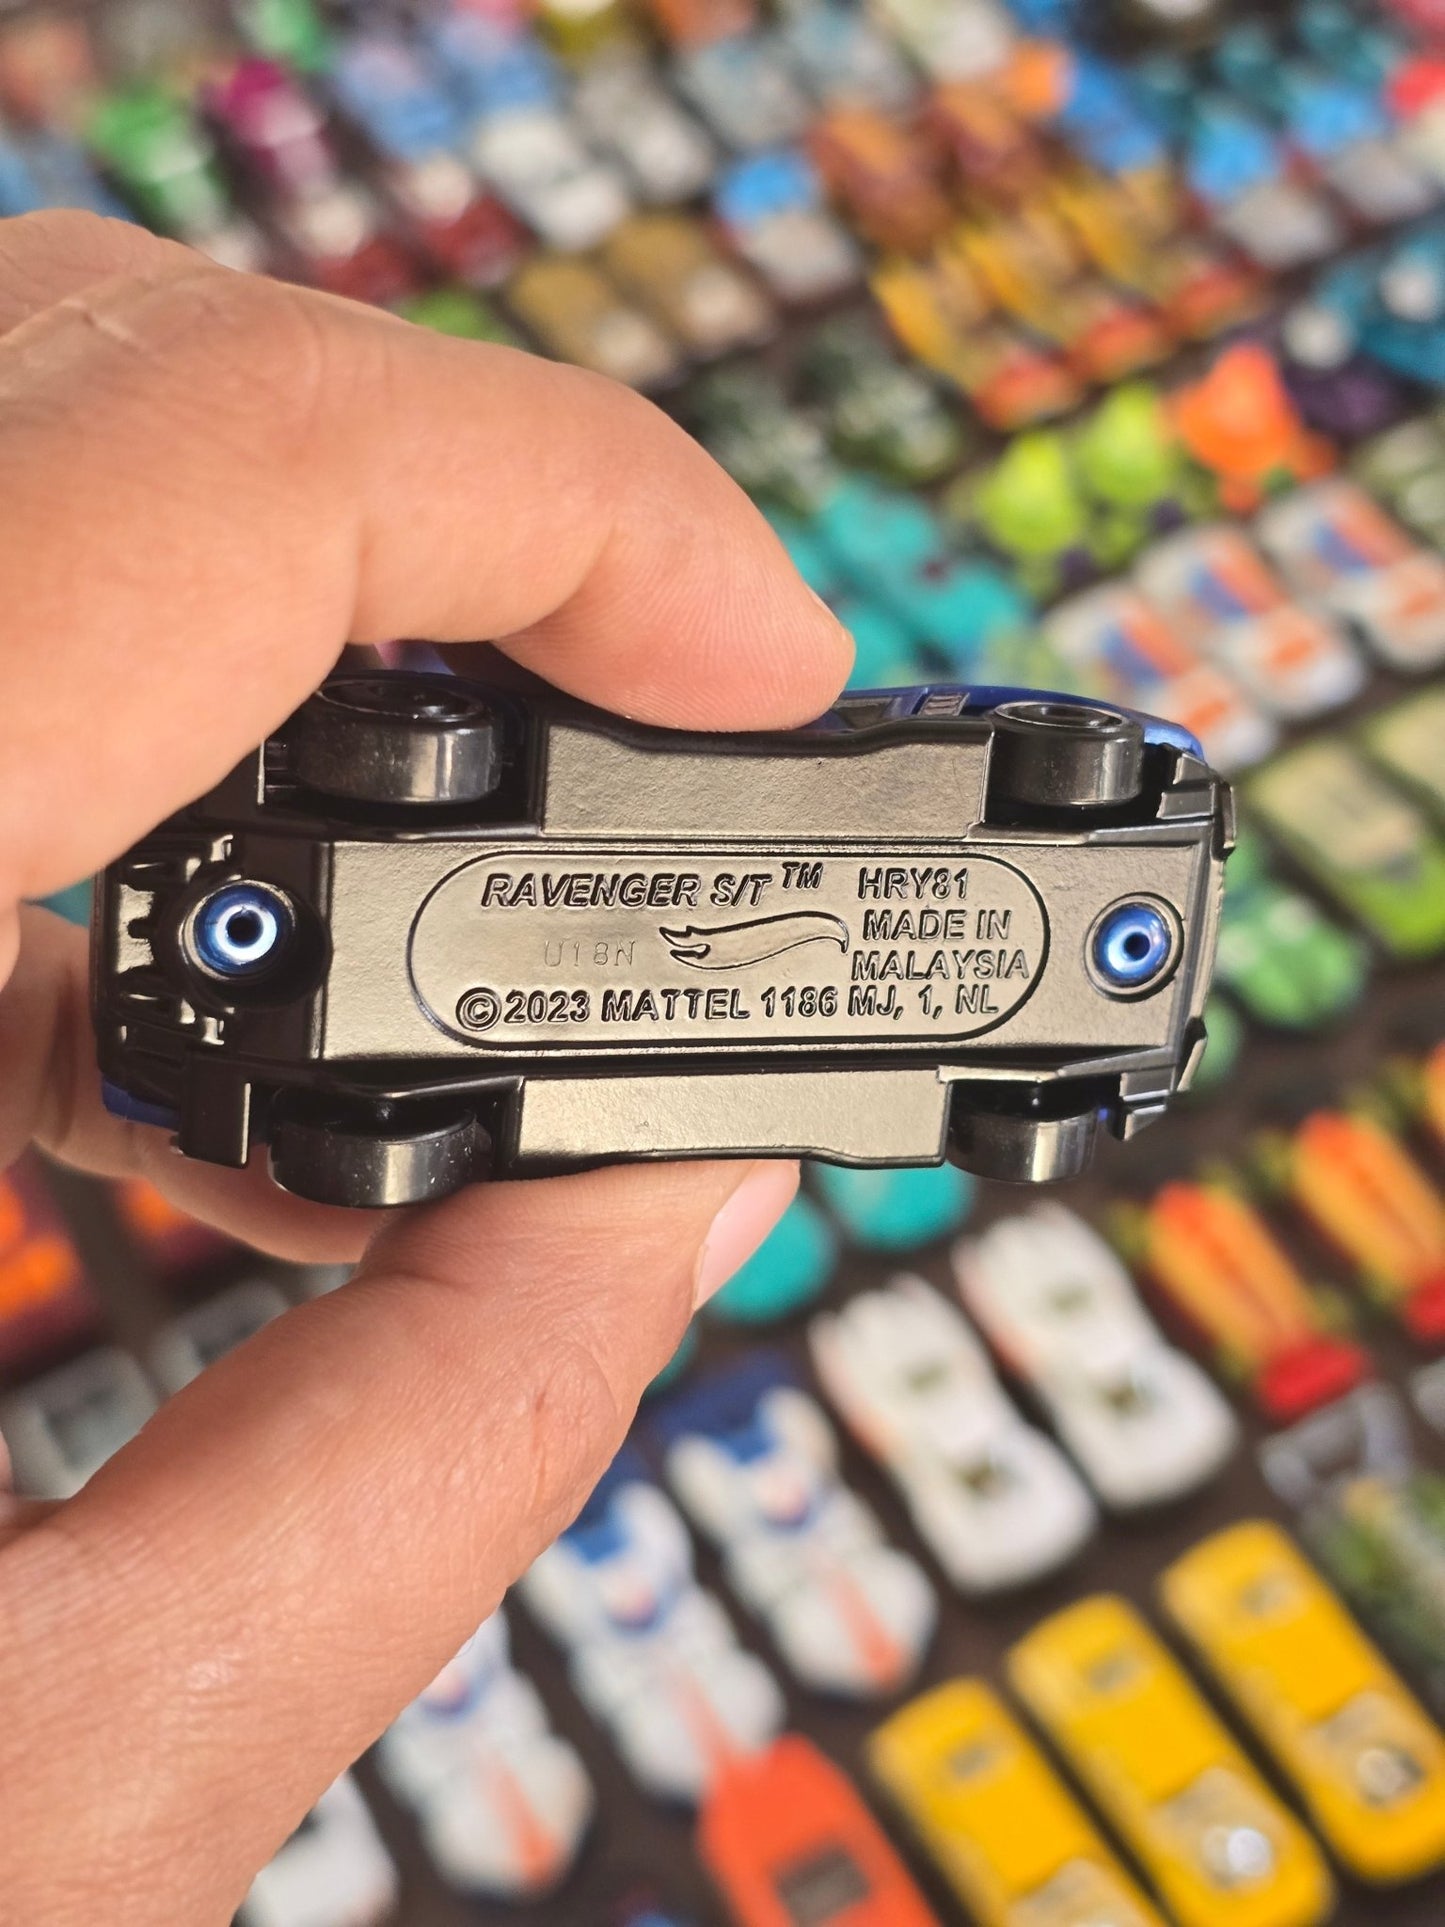 RAVENGER S/T™ HRY81
MADE IN
U18N
MALAYSIA
©2023 MATTEL 1186 MJ, 1, NL